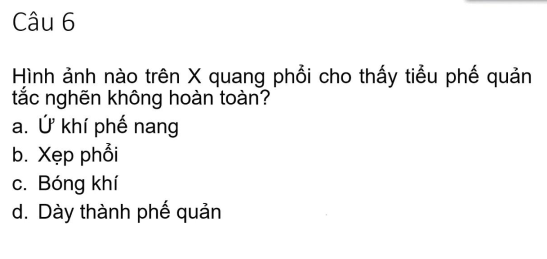 Câu 6
Hình ảnh nào trên X quang phổi cho thấy tiểu phế quản
tắc nghẽn không hoàn toàn?
a. Ứ khí phế nang
b. Xẹp phổi
c. Bóng khí
d. Dày thành phế quản